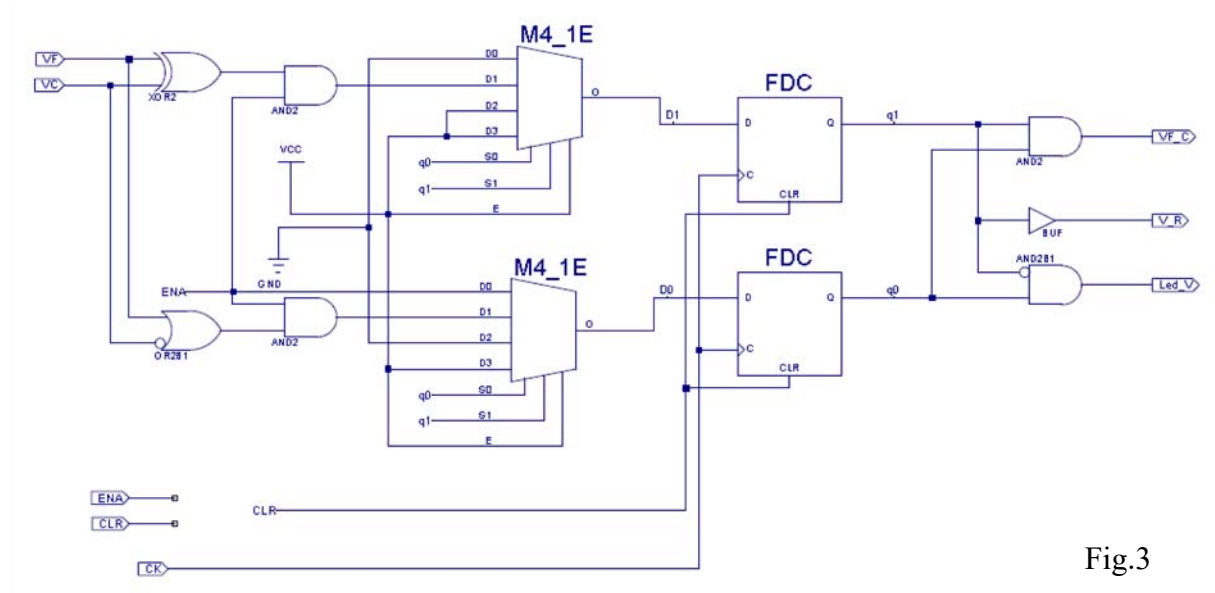 M4_1E
VF
VC
XOR2
AND2
D0
D1
D2
D3
S0
S1
E
O
q0
q1
VCC
GND
D1
FDC
D
Q
C
CLR
q1
AND2
VF_C
BUF
V_R
AND2B1
Led_V
M4_1E
ENA
OR2B1
AND2
D0
D1
D2
D3
S0
S1
E
O
q0
q1
D0
FDC
D
Q
C
CLR
q0
ENA
CLR
CLR
CK
Fig.3